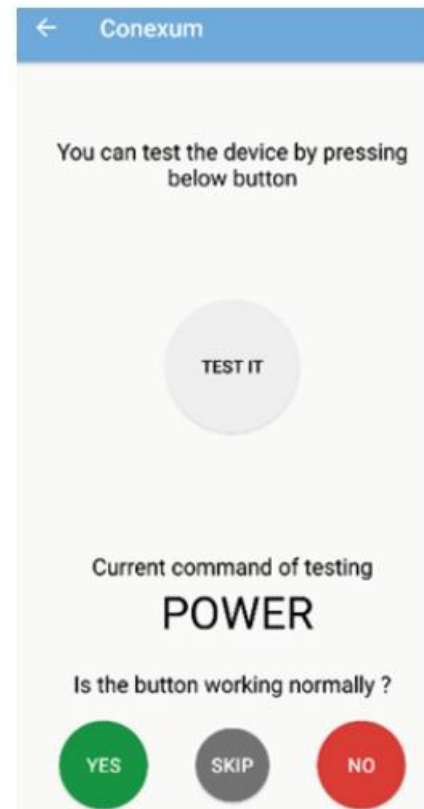 Conexum
You can test the device by pressing
below button
TEST IT
Current command of testing
POWER
Is the button working normally ?
YES SKIP NO